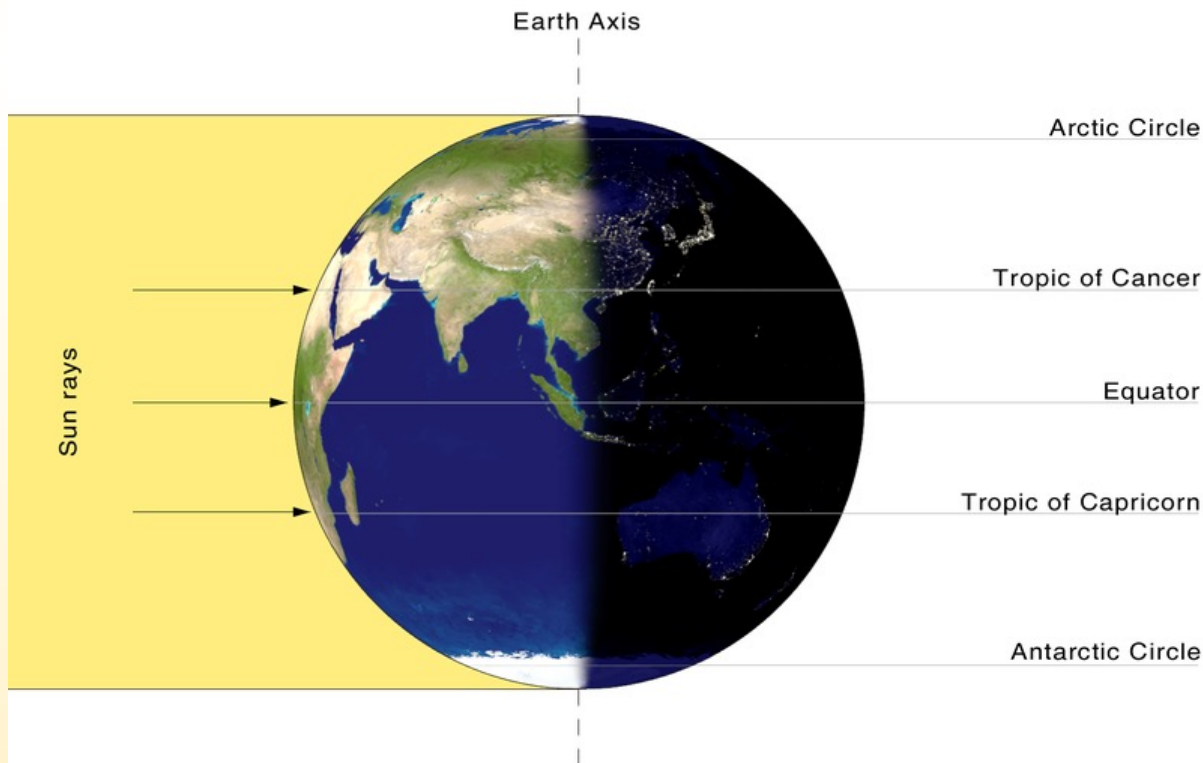 Earth Axis
Arctic Circle
Tropic of Cancer
Sun rays
Equator
Tropic of Capricorn
Antarctic Circle